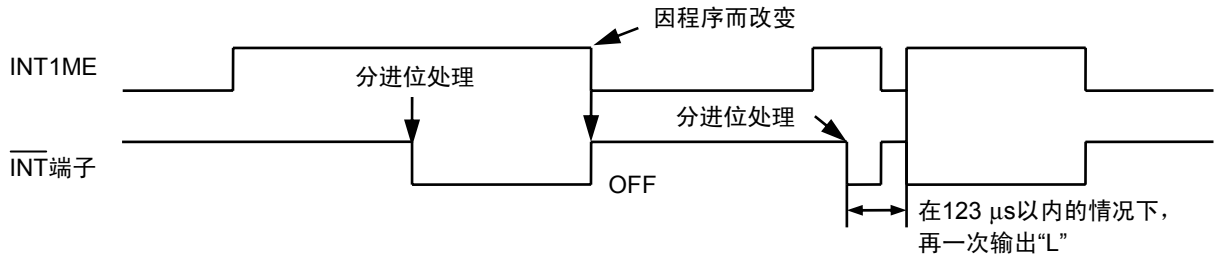 因程序而改变
INT1ME
分进位处理
分进位处理
INT端子
OFF
在123 μs以内的情况下，
再一次输出“L”